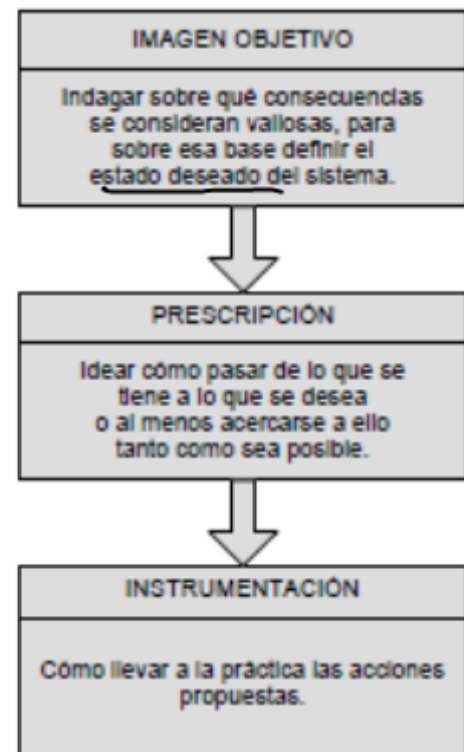 IMAGEN OBJETIVO
Indagar sobre qué consecuencias
se consideran valiosas, para
sobre esa base definir el
estado deseado del sistema.
PRESCRIPCIÓN
Idear cómo pasar de lo que se
tiene a lo que se desea
o al menos acercarse a ello
tanto como sea posible.
INSTRUMENTACIÓN
Cómo llevar a la práctica las acciones
propuestas.